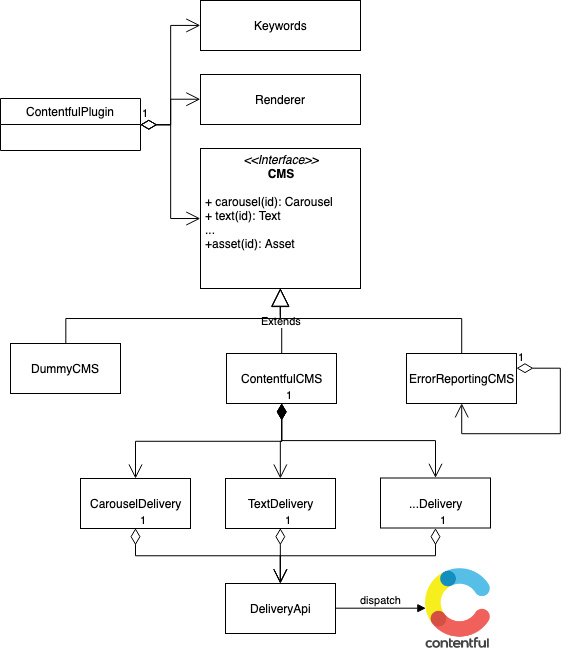 Keywords
Renderer
ContentfulPlugin
1
<<Interface>>
CMS
+ carousel(id): Carousel
+ text(id): Text
...
+asset(id): Asset
Extends
DummyCMS
ContentfulCMS
1
ErrorReportingCMS
1
CarouselDelivery
1
TextDelivery
1
...Delivery
1
DeliveryApi
dispatch
contentful